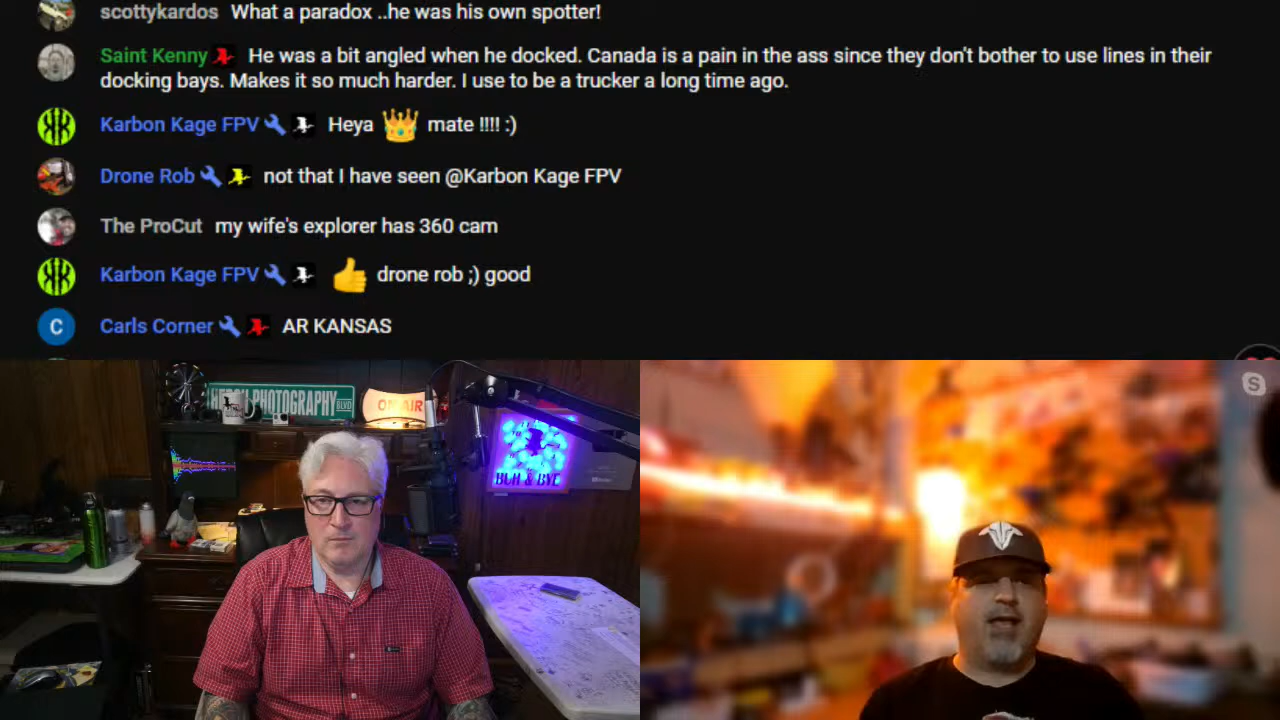 scottykardos What a paradox ..he was his own spotter!
Saint Kenny He was a bit angled when he docked. Canada is a pain in the ass since they don't bother to use lines in their
docking bays. Makes it so much harder. I use to be a trucker a long time ago.
Karbon Kage FPV Heya 👑 mate !!!! :)
Drone Rob not that I have seen @Karbon Kage FPV
The ProCut my wife's explorer has 360 cam
Karbon Kage FPV 👍 drone rob ;) good
C Carls Corner AR KANSAS
PHOTOGRAPHY BLVD
ON AIR
BUH & BYE
S